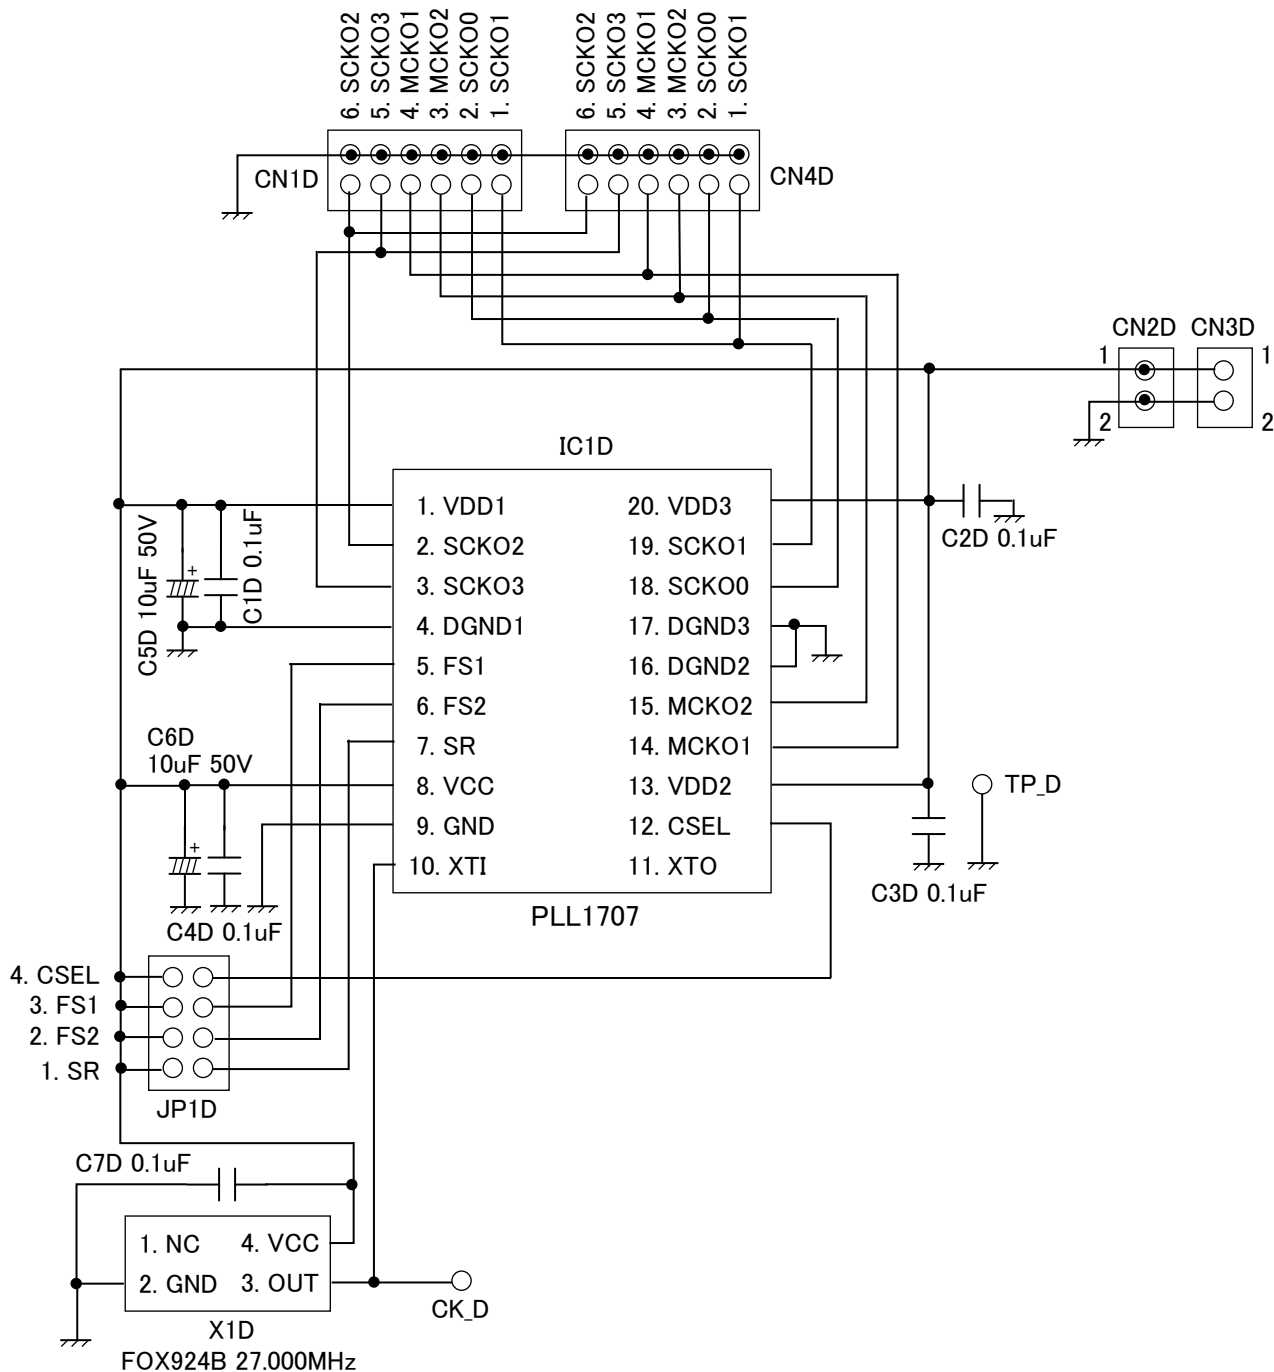 6. SCKO2
5. SCKO3
4. MCKO1
3. MCKO2
2. SCKO0
1. SCKO1
6. SCKO2
5. SCKO3
4. MCKO1
3. MCKO2
2. SCKO0
1. SCKO1
CN1D
CN4D
CN2D
CN3D
1
1
2
2
IC1D
1. VDD1
20. VDD3
2. SCKO2
19. SCKO1
3. SCKO3
18. SCKO0
4. DGND1
17. DGND3
5. FS1
16. DGND2
6. FS2
15. MCKO2
7. SR
14. MCKO1
8. VCC
13. VDD2
9. GND
12. CSEL
10. XTI
11. XTO
PLL1707
C5D 10uF 50V
+
C1D 0.1uF
C2D 0.1uF
C6D
10uF 50V
+
C4D 0.1uF
TP_D
C3D 0.1uF
4. CSEL
3. FS1
2. FS2
1. SR
JP1D
C7D 0.1uF
1. NC
4. VCC
2. GND
3. OUT
X1D
FOX924B 27.000MHz
CK_D